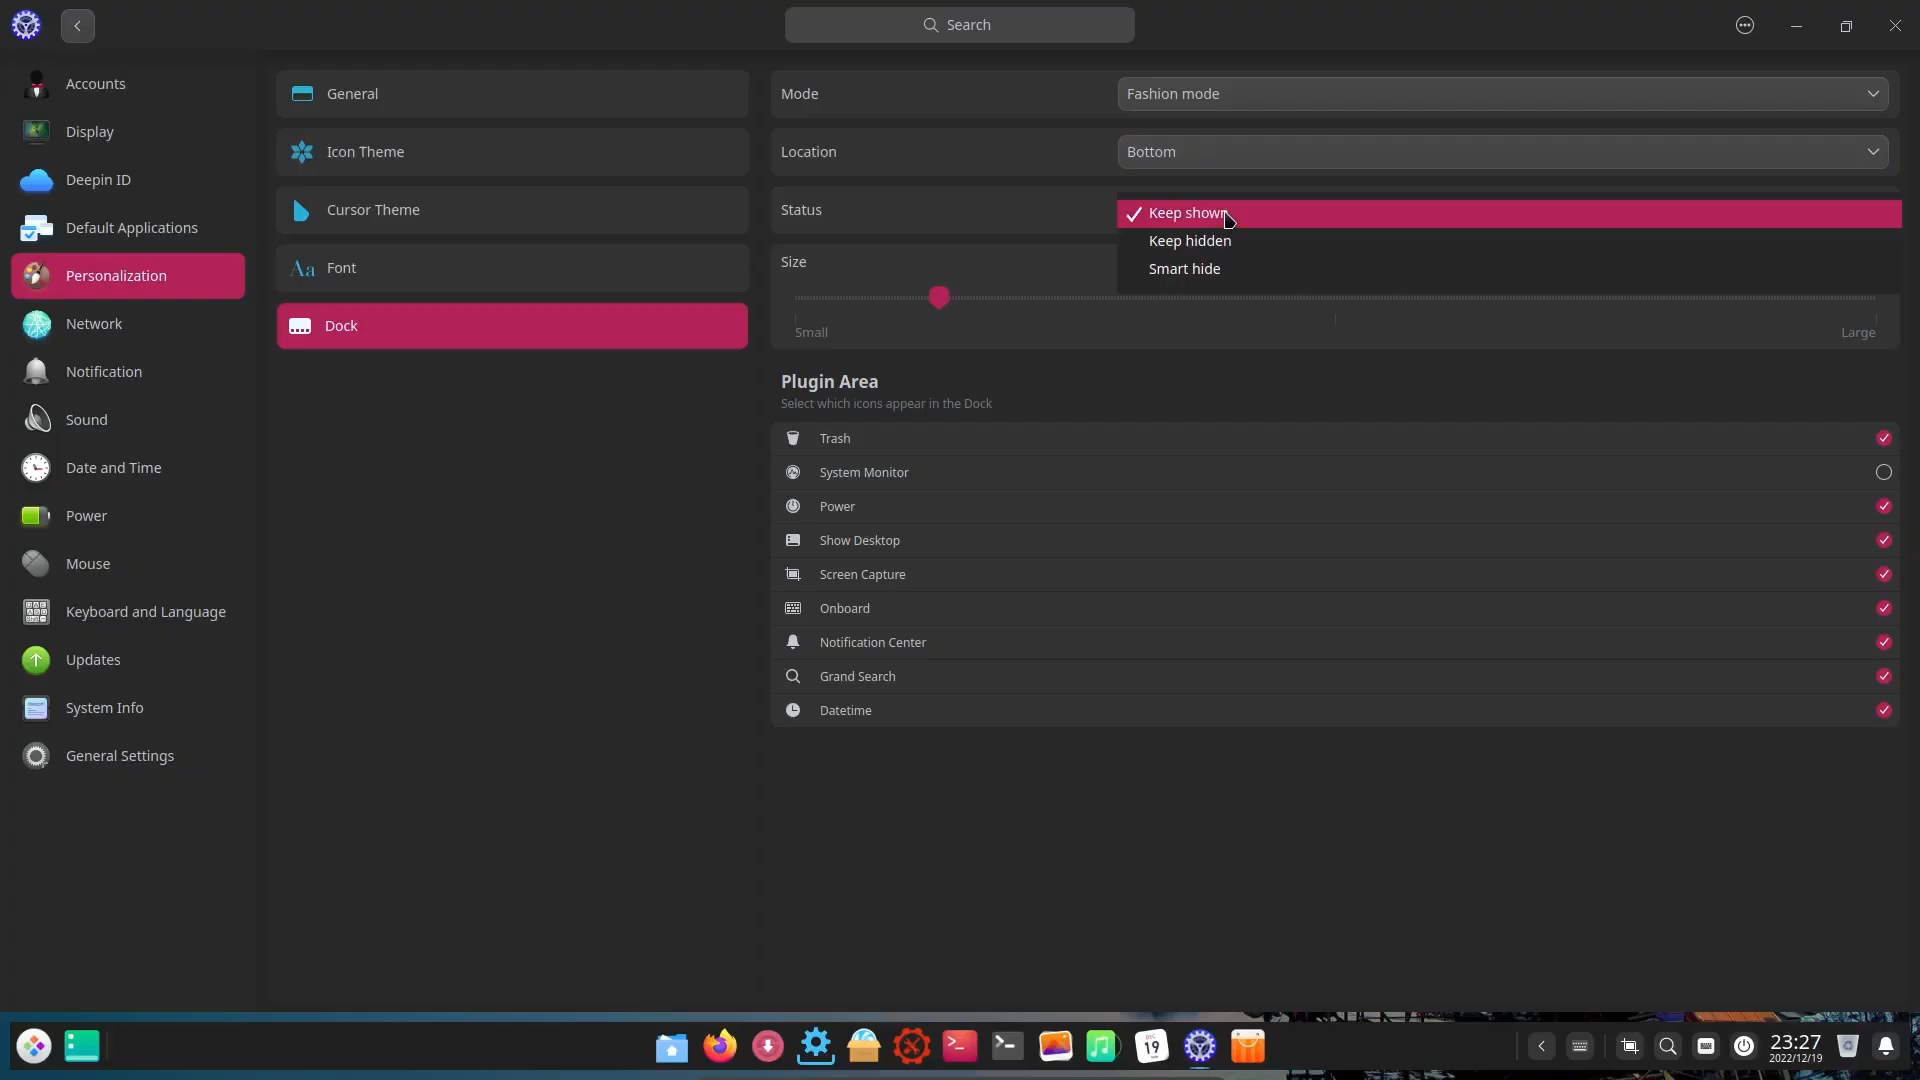 Search
Accounts
Display
Deepin ID
Default Applications
Personalization
Network
Notification
Sound
Date and Time
Power
Mouse
Keyboard and Language
Updates
System Info
General Settings
General
Icon Theme
Cursor Theme
Font
Dock
Mode
Fashion mode
Location
Bottom
Status
Keep shown
Keep hidden
Smart hide
Size
Small
Large
Plugin Area
Select which icons appear in the Dock
Trash
System Monitor
Power
Show Desktop
Screen Capture
Onboard
Notification Center
Grand Search
Datetime
DEC
19
23:27
2022/12/19